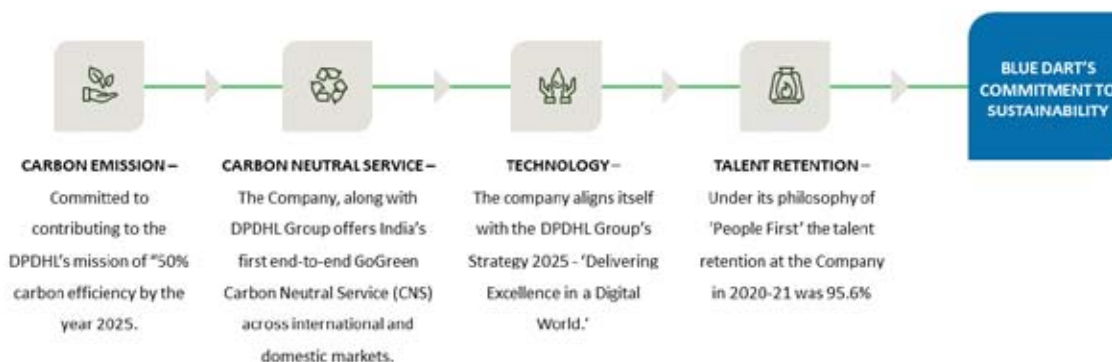 BLUE DART'S
COMMITMENT TO
SUSTAINABILITY
CARBON EMISSION –
Committed to
contributing to the
DPDHL's mission of "50%
carbon efficiency by the
year 2025.
CARBON NEUTRAL SERVICE –
The Company, along with
DPDHL Group offers India's
first end-to-end GoGreen
Carbon Neutral Service (CNS)
across international and
domestic markets.
TECHNOLOGY –
The company aligns itself
with the DPDHL Group's
Strategy 2025 - 'Delivering
Excellence in a Digital
World.'
TALENT RETENTION –
Under its philosophy of
'People First' the talent
retention at the Company
in 2020-21 was 95.6%